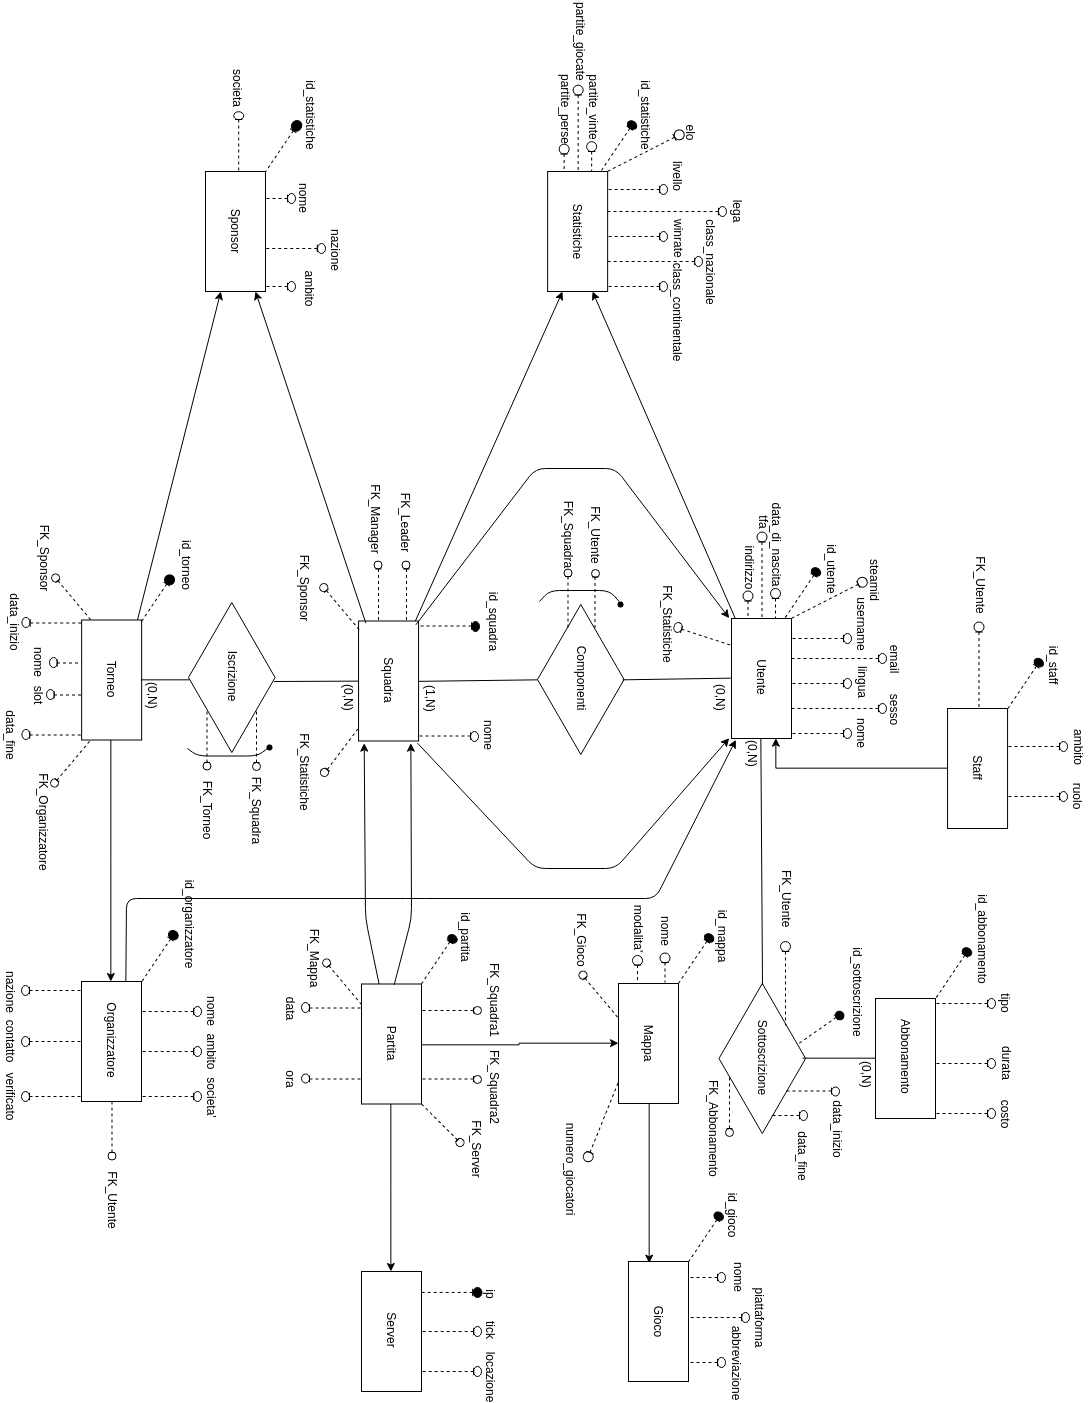 partite_giocate
societa
id_statistiche
partite_perse
partite_vinte
id_statistiche
elo
livello
lega
winrate
class_nazionale
class_continentale
Statistiche
nome
nazione
ambito
Sponsor
FK_Manager
FK_Leader
FK_Squadra
FK_Utente
tfa
data_di_nascita
indirizzo
id_utente
steamid
username
email
lingua
sesso
nome
FK_Statistiche
Utente
(0,N)
(0,N)
FK_Utente
id_staff
ambito
ruolo
Staff
FK_Sponsor
id_torneo
data_inizio
nome
slot
data_fine
FK_Organizzatore
Torneo
(0,N)
Iscrizione
FK_Torneo
FK_Squadra
FK_Sponsor
id_squadra
Squadra
(0,N)
(1,N)
nome
FK_Statistiche
Componenti
id_organizzatore
nazione
contatto
verificato
Organizzatore
nome
ambito
societa'
FK_Utente
FK_Mappa
id_partita
data
ora
Partita
FK_Squadra1
FK_Squadra2
FK_Server
FK_Gioco
modalita'
nome
id_mappa
Mappa
numero_giocatori
FK_Utente
id_sottoscrizione
Sottoscrizione
FK_Abbonamento
data_inizio
data_fine
id_abbonamento
tipo
durata
costo
Abbonamento
(0,N)
id_gioco
nome
piattaforma
abbreviazione
Gioco
ip
tick
locazione
Server